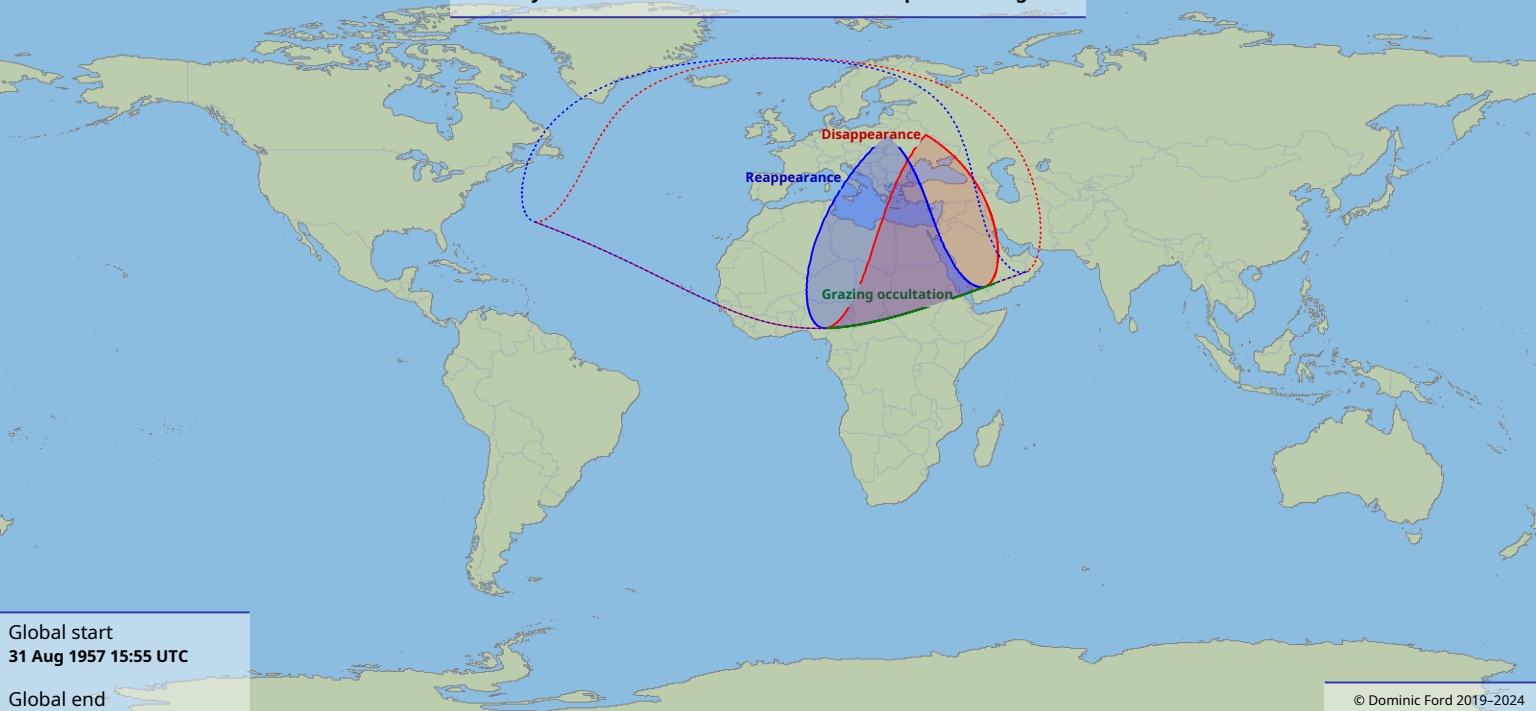 Disappearance
Reappearance
Grazing occultation
Global start
31 Aug 1957 15:55 UTC
Global end
© Dominic Ford 2019–2024